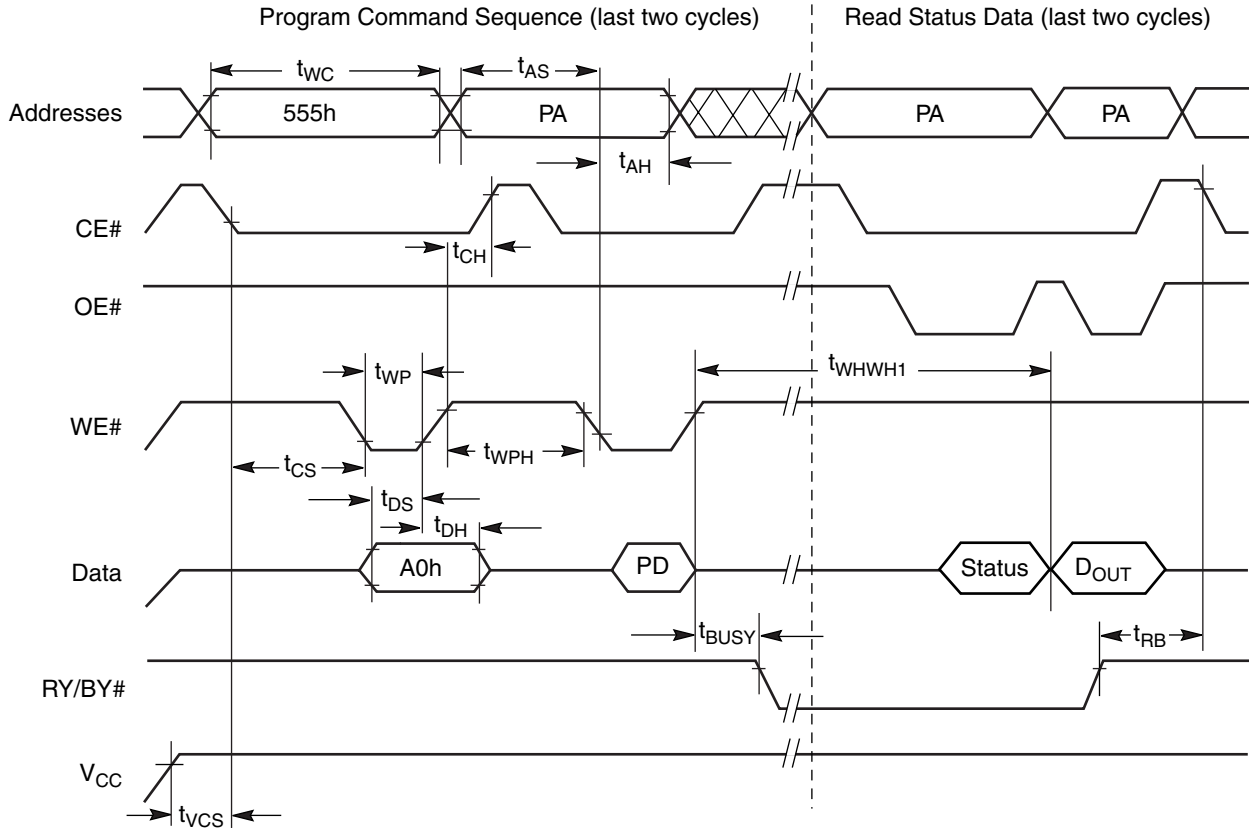 Program Command Sequence (last two cycles) Read Status Data (last two cycles)
tWC tAS
Addresses 555h PA PA PA
tAH
CE#
tCH
OE#
tWHWH1
tWP
WE#
tCS tWPH
tDS
tDH
Data A0h PD Status DOUT
tBUSY tRB
RY/BY#
VCC
tVCS